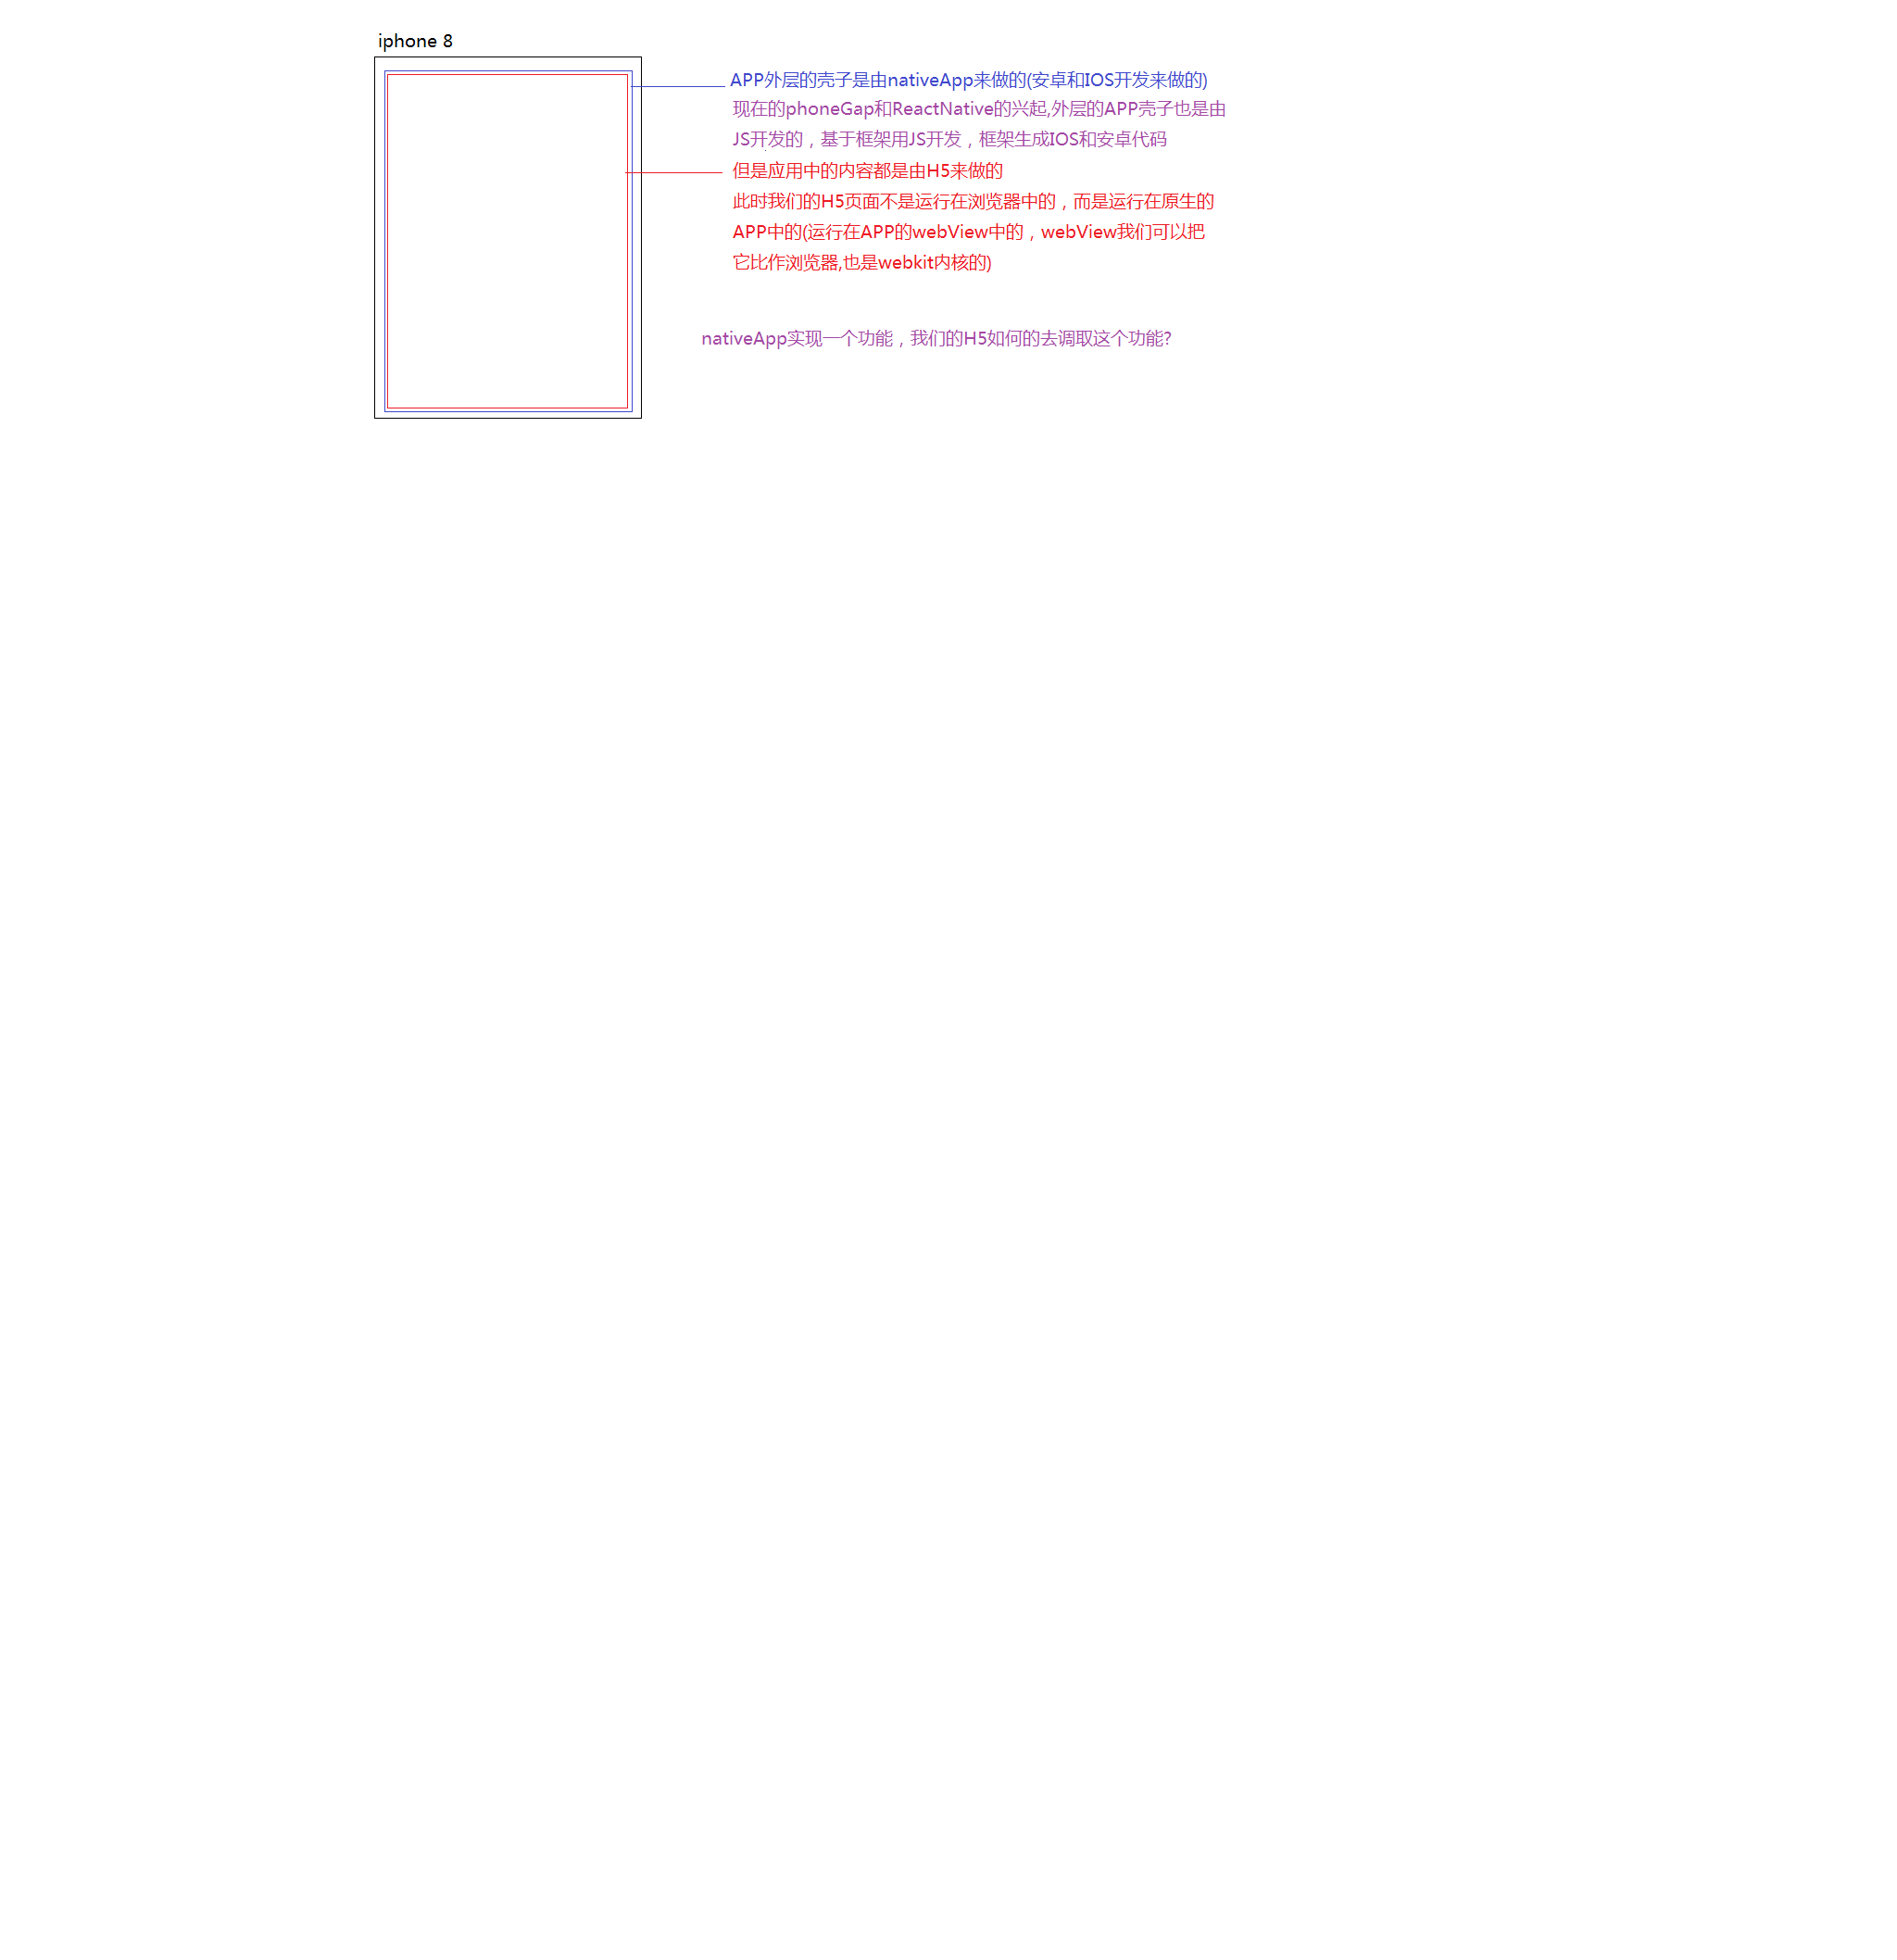 iphone 8
APP外层的壳子是由nativeApp来做的(安卓和IOS开发来做的)
现在的phoneGap和ReactNative的兴起,外层的APP壳子也是由
JS开发的，基于框架用JS开发，框架生成IOS和安卓代码
但是应用中的内容都是由H5来做的
此时我们的H5页面不是运行在浏览器中的，而是运行在原生的
APP中的(运行在APP的webView中的，webView我们可以把
它比作浏览器,也是webkit内核的)
nativeApp实现一个功能，我们的H5如何的去调取这个功能?